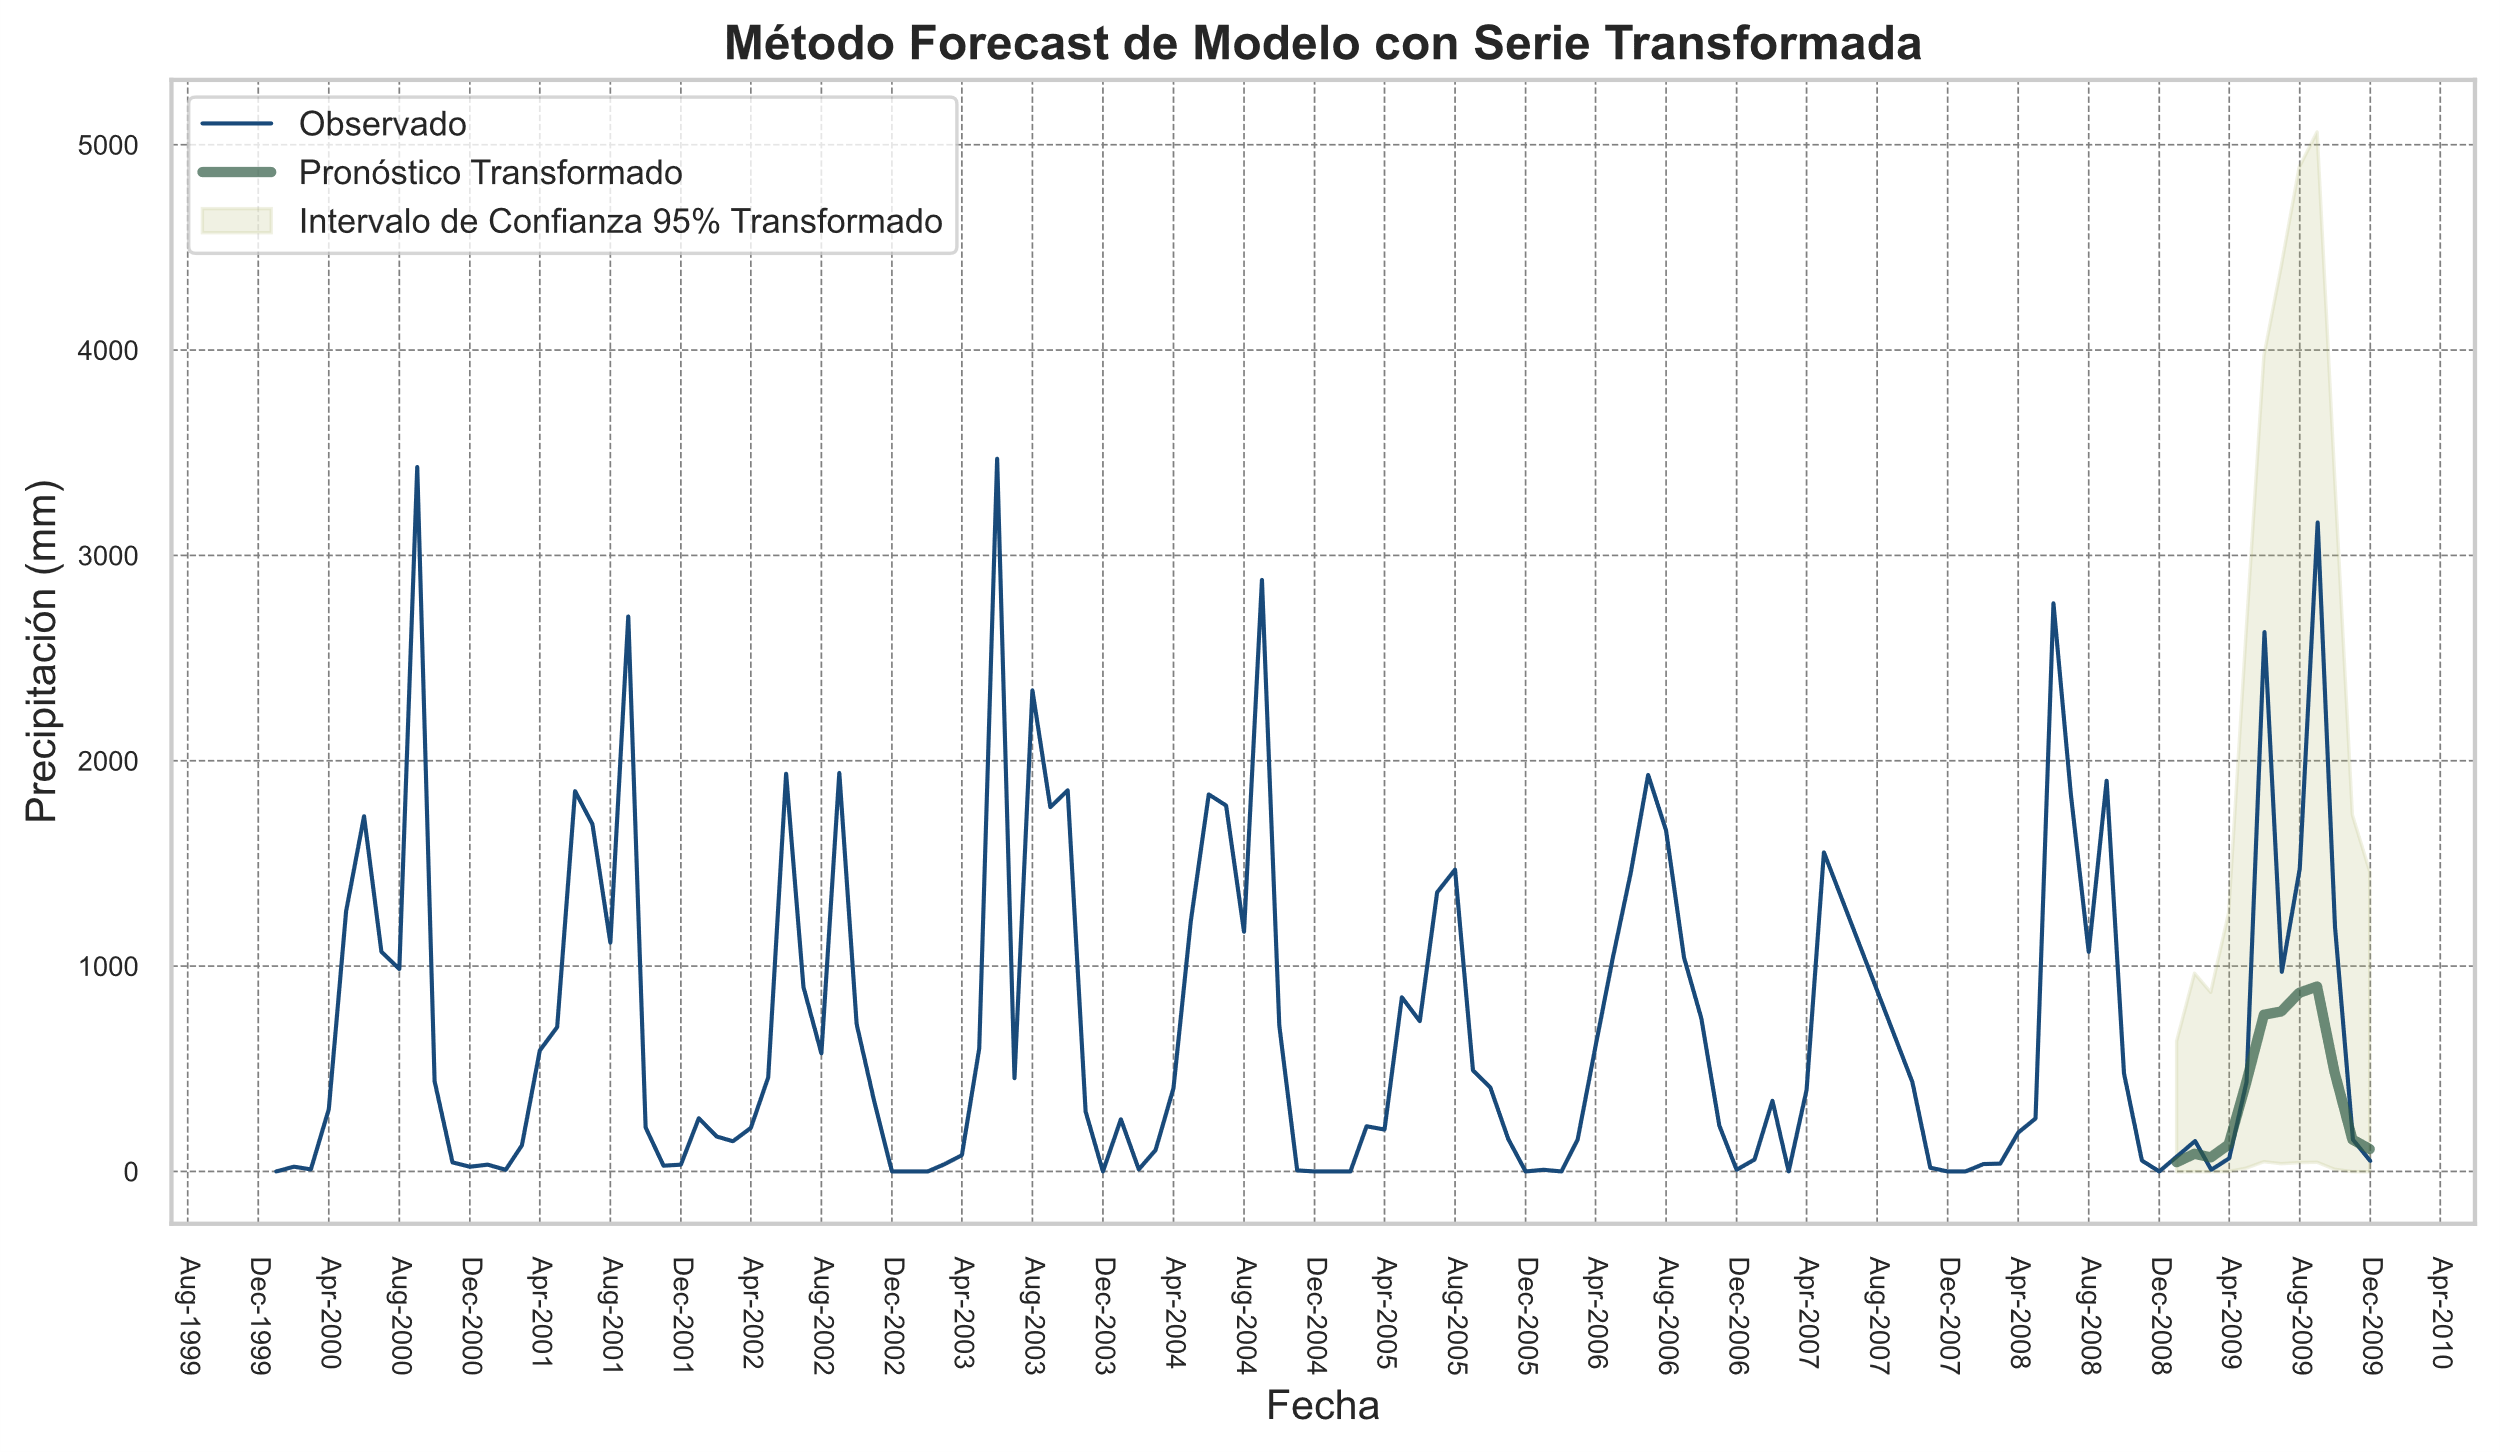 Método Forecast de Modelo con Serie Transformada
Observado
Pronóstico Transformado
Intervalo de Confianza 95% Transformado
Precipitación (mm)
5000
4000
3000
2000
1000
0
Aug-1999
Dec-1999
Apr-2000
Aug-2000
Dec-2000
Apr-2001
Aug-2001
Dec-2001
Apr-2002
Aug-2002
Dec-2002
Apr-2003
Aug-2003
Dec-2003
Apr-2004
Aug-2004
Dec-2004
Apr-2005
Aug-2005
Dec-2005
Apr-2006
Aug-2006
Dec-2006
Apr-2007
Aug-2007
Dec-2007
Apr-2008
Aug-2008
Dec-2008
Apr-2009
Aug-2009
Dec-2009
Apr-2010
Fecha